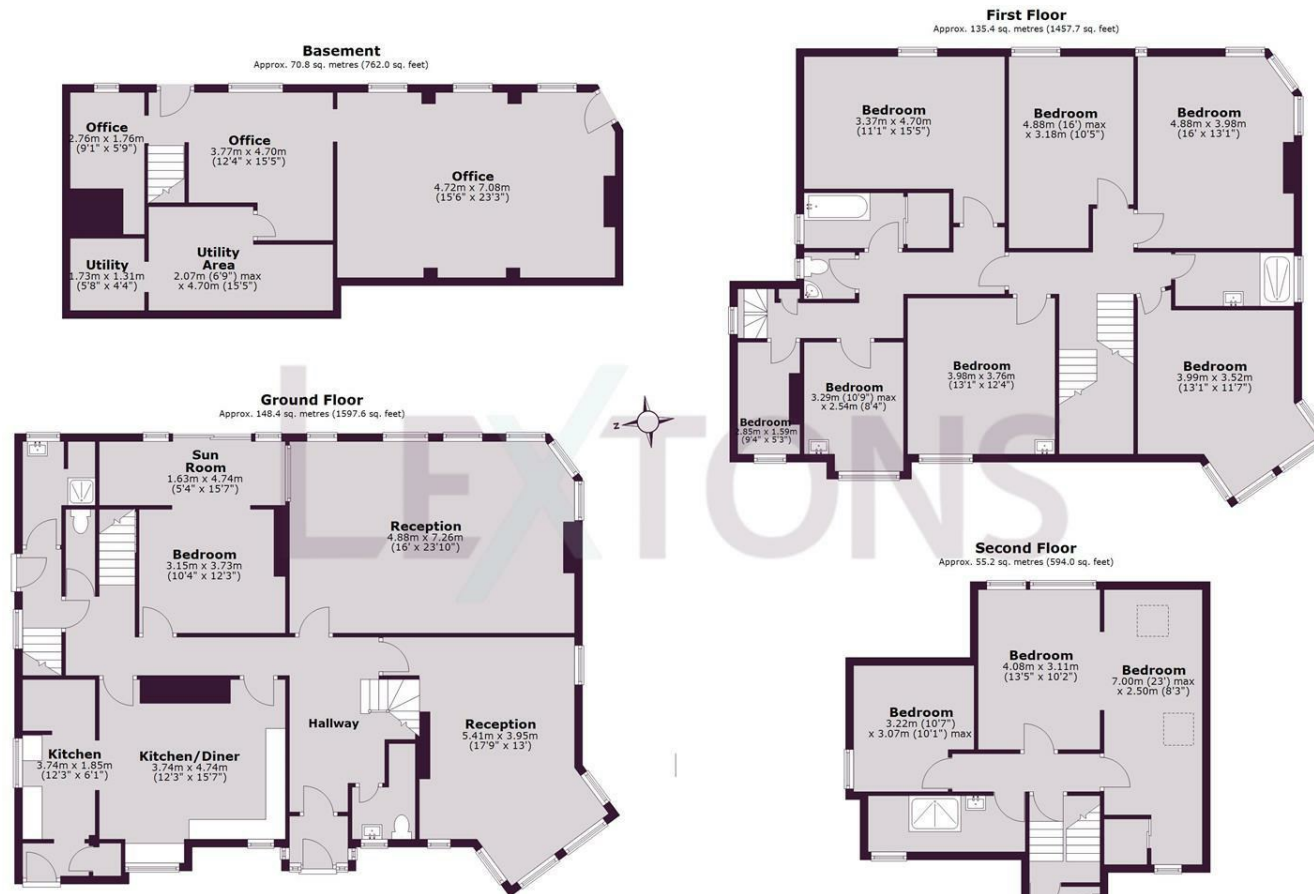 Basement
Approx. 70.8 sq. metres (762.0 sq. feet)
Office
2.76m x 1.76m
(9'1" x 5'9")
Office
3.77m x 4.70m
(12'4" x 15'5")
Office
4.72m x 7.08m
(15'6" x 23'3")
Utility
1.73m x 1.31m
(5'8" x 4'4")
Utility
Area
2.07m (6'9") max
x 4.70m (15'5")
First Floor
Approx. 135.4 sq. metres (1457.7 sq. feet)
Bedroom
3.37m x 4.70m
(11'1" x 15'5")
Bedroom
4.88m (16') max
x 3.18m (10'5")
Bedroom
4.88m x 3.98m
(16' x 13'1")
Bedroom
2.85m x 1.59m
(9'4" x 5'3")
Bedroom
3.29m (10'9") max
x 2.54m (8'4")
Bedroom
3.98m x 3.76m
(13'1" x 12'4")
Bedroom
3.99m x 3.52m
(13'1" x 11'7")
LEXTONS
Ground Floor
Approx. 148.4 sq. metres (1597.6 sq. feet)
z
Sun
Room
1.63m x 4.74m
(5'4" x 15'7")
Bedroom
3.15m x 3.73m
(10'4" x 12'3")
Reception
4.88m x 7.26m
(16' x 23'10")
Kitchen
3.74m x 1.85m
(12'3" x 6'1")
Kitchen/Diner
3.74m x 4.74m
(12'3" x 15'7")
Hallway
Reception
5.41m x 3.95m
(17'9" x 13')
Second Floor
Approx. 55.2 sq. metres (594.0 sq. feet)
Bedroom
4.08m x 3.11m
(13'5" x 10'2")
Bedroom
7.00m (23') max
x 2.50m (8'3")
Bedroom
3.22m (10'7")
x 3.07m (10'1") max